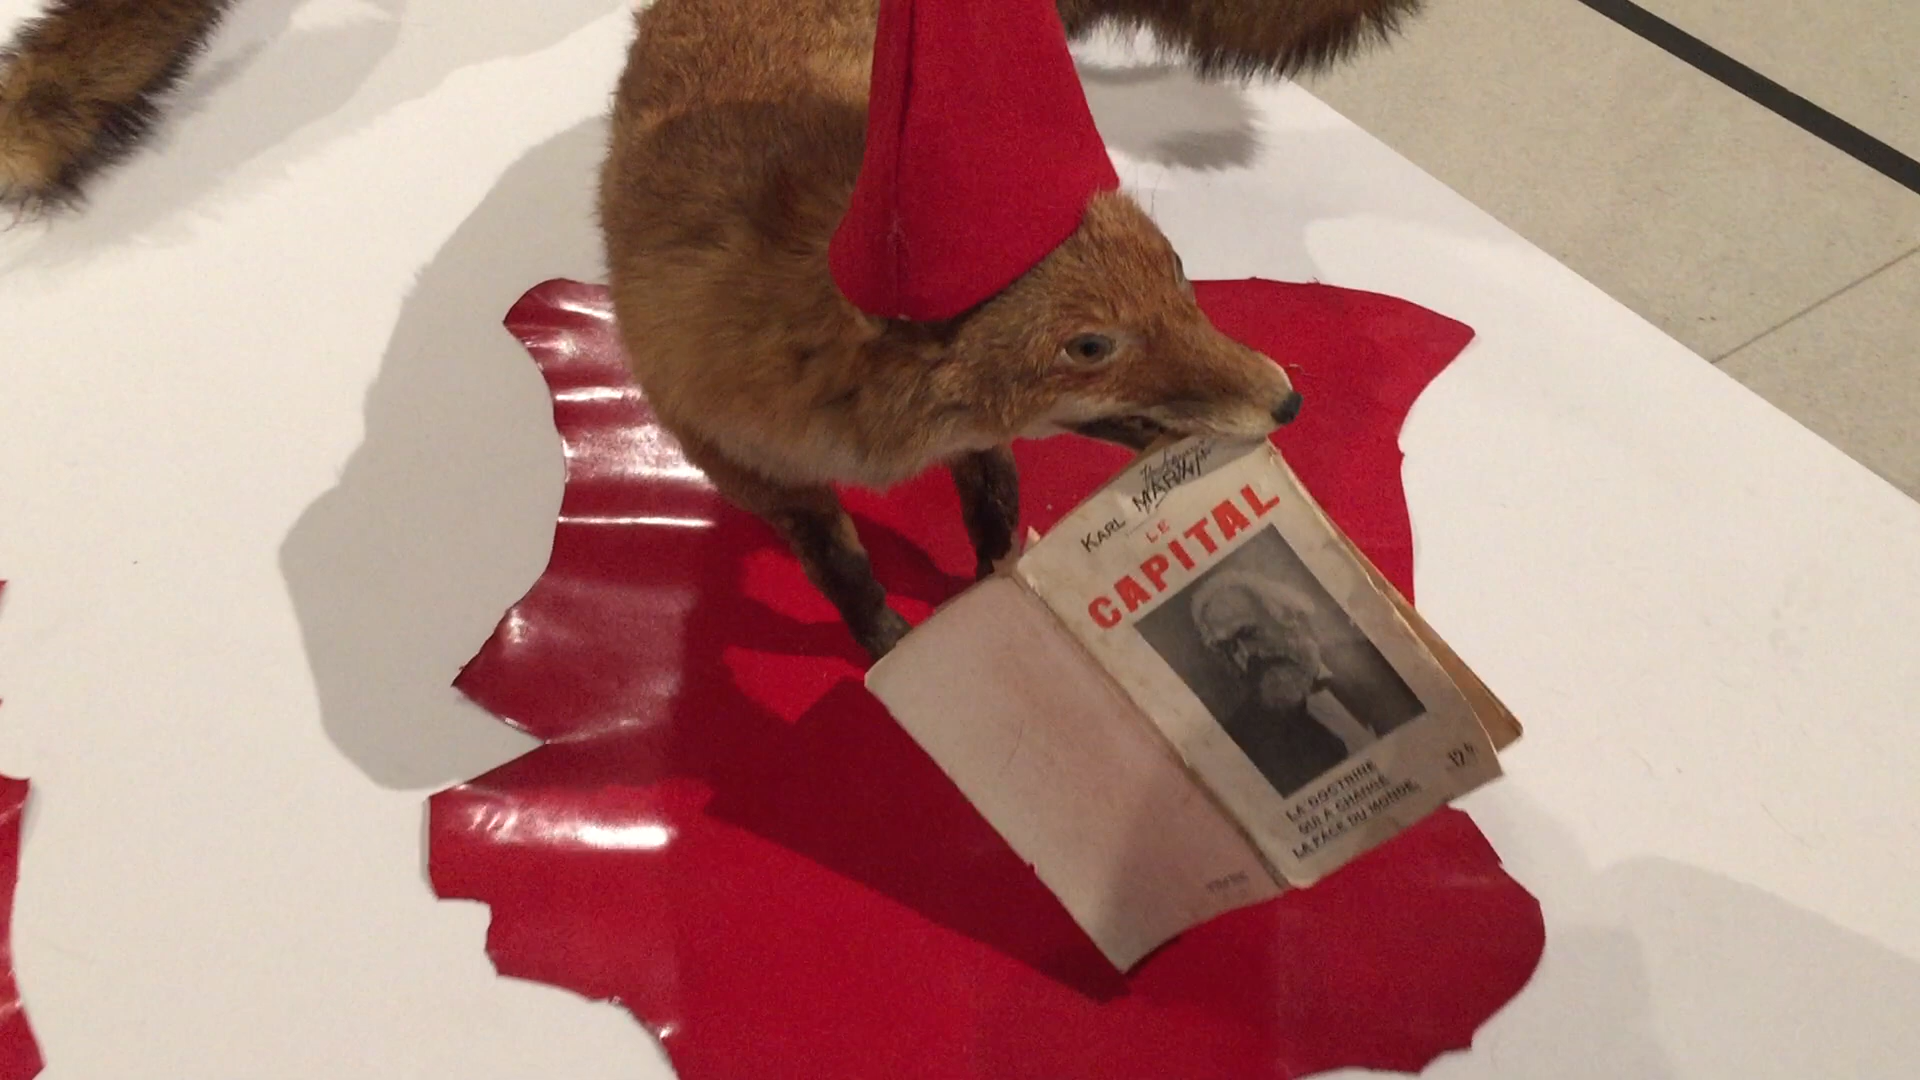 KARL MARX
LE
CAPITAL
LA DOCTRINE
QUI A CHANGÉ
LA FACE DU MONDE